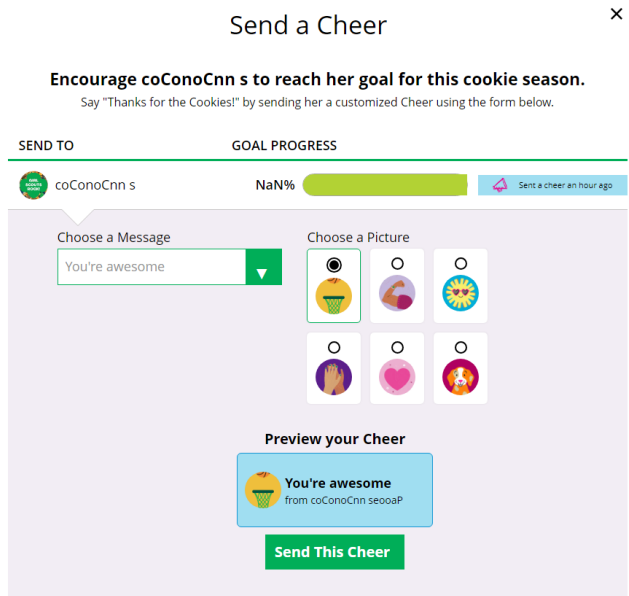 Send a Cheer
Encourage coConoCnn s to reach her goal for this cookie season.
Say "Thanks for the Cookies!" by sending her a customized Cheer using the form below.
SEND TO GOAL PROGRESS
coConoCnn s NaN% Sent a cheer an hour ago
Choose a Message Choose a Picture
You're awesome
Preview your Cheer
You're awesome
from coConoCnn seooaP
Send This Cheer